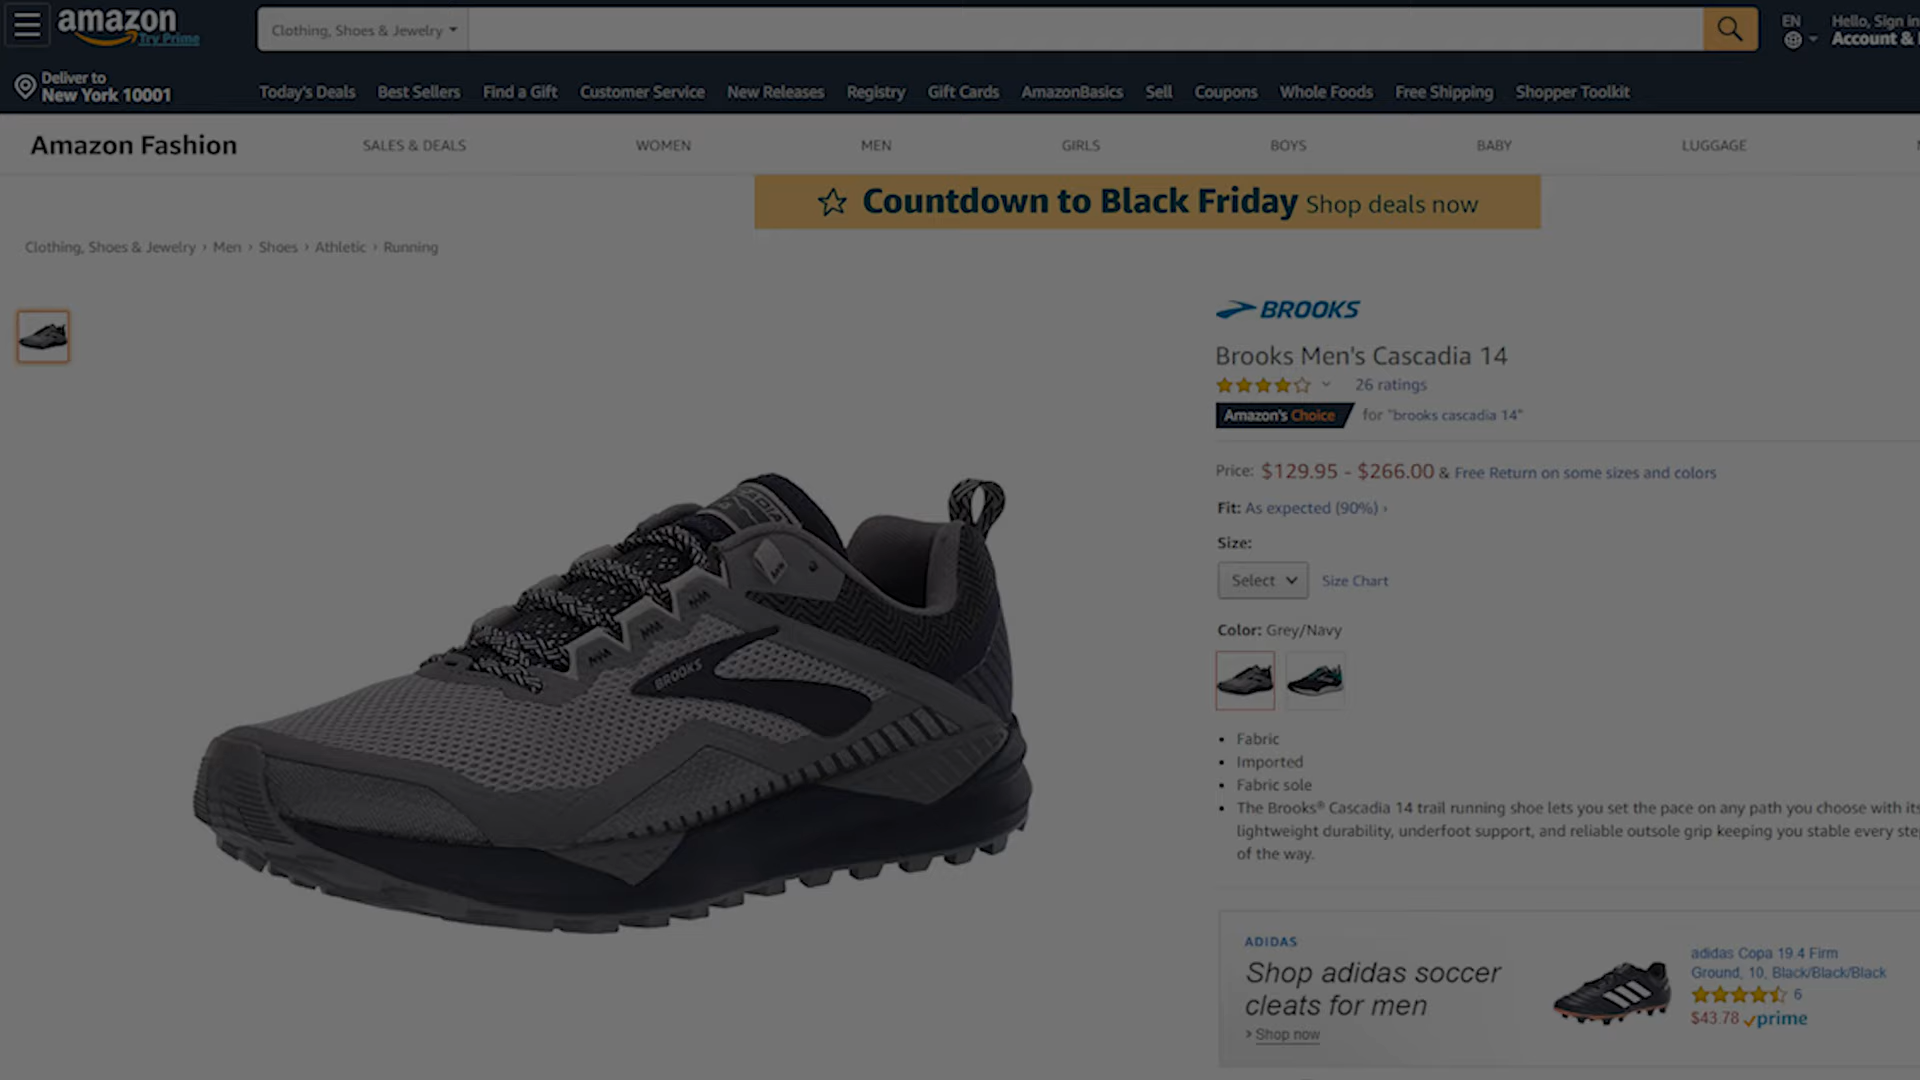 amazon
Try Prime
Clothing, Shoes & Jewelry
EN
Hello, Sign in
Account &
Deliver to
New York 10001
Today's Deals
Best Sellers
Find a Gift
Customer Service
New Releases
Registry
Gift Cards
AmazonBasics
Sell
Coupons
Whole Foods
Free Shipping
Shopper Toolkit
Amazon Fashion
SALES & DEALS
WOMEN
MEN
GIRLS
BOYS
BABY
LUGGAGE
Countdown to Black Friday Shop deals now
Clothing, Shoes & Jewelry › Men › Shoes › Athletic › Running
BROOKS
Brooks Men's Cascadia 14
26 ratings
Amazon's Choice for "brooks cascadia 14"
Price: $129.95 - $266.00 & Free Return on some sizes and colors
Fit: As expected (90%) ›
Size:
Select
Size Chart
Color: Grey/Navy
• Fabric
• Imported
• Fabric sole
• The Brooks® Cascadia 14 trail running shoe lets you set the pace on any path you choose with its
lightweight durability, underfoot support, and reliable outsole grip keeping you stable every ste
of the way.
BROOKS
ADIDAS
Shop adidas soccer
cleats for men
› Shop now
adidas Copa 19.4 Firm
Ground, 10, Black/Black/Black
6
$43.78 prime